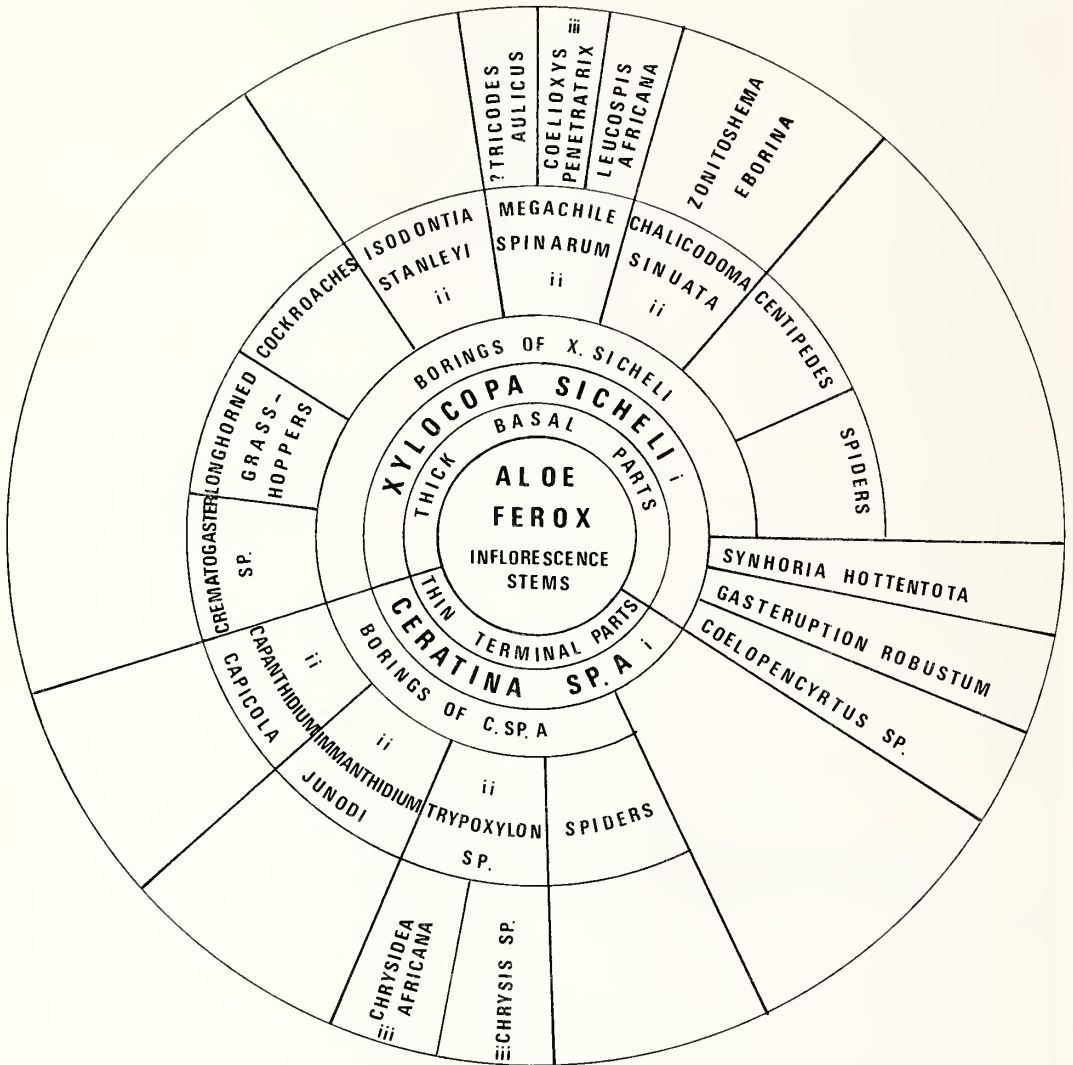 ALOE
FEROX
INFLORESCENCE
STEMS
THICK BASAL PARTS
THIN TERMINAL PARTS
XYLOCOPA SICHELI i
CERATINA SP. A i
BORINGS OF X. SICHELI
BORINGS OF C. SP. A
CREMATOGASTER
SP.
LONGHORNED
GRASS–
HOPPERS
COCKROACHES
ISODONTIA
STANLEYI
ii
MEGACHILE
SPINARUM
ii
CHALICODOMA
SINUATA
ii
CENTIPEDES
SPIDERS
?TRICODES
AULICUS
iii
COELIOXYS
PENETRATRIX
LEUCOSPIS
AFRICANA
ZONITOSHEMA
EBORINA
SYNHORIA HOTTENTOTA
GASTERUPTION ROBUSTUM
COELOPENCYRTUS SP.
ii
CAPANTHIDIUM
CAPICOLA
ii
IMMANTHIDIUM
JUNODI
ii
TRYPOXYLON
SP.
SPIDERS
CHRYSIDEA
AFRICANA
iii
iii CHRYSIS SP.